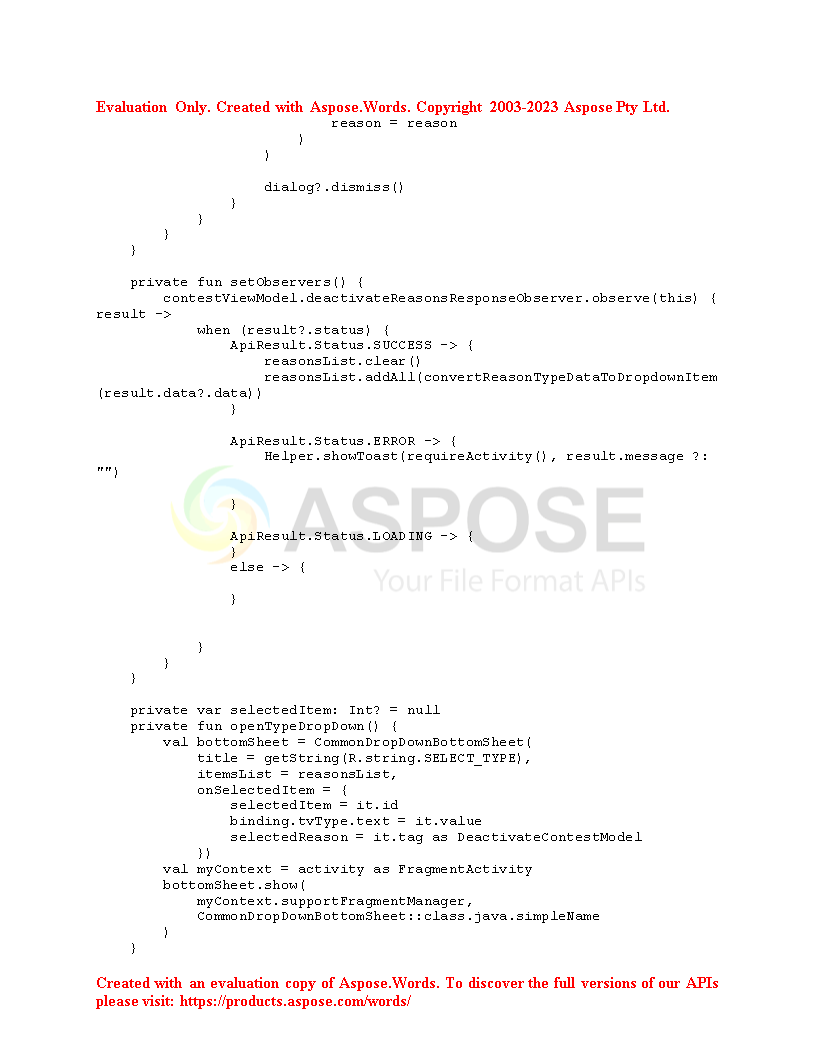 Evaluation Only. Created with Aspose.Words. Copyright 2003-2023 Aspose Pty Ltd.
                            reason = reason
                        )
                    )

                    dialog?.dismiss()
                }
            }
        }
    }

    private fun setObservers() {
        contestViewModel.deactivateReasonsResponseObserver.observe(this) {
result ->
            when (result?.status) {
                ApiResult.Status.SUCCESS -> {
                    reasonsList.clear()
                    reasonsList.addAll(convertReasonTypeDataToDropdownItem
(result.data?.data))
                }

                ApiResult.Status.ERROR -> {
                    Helper.showToast(requireActivity(), result.message ?:
"")

                }

                ApiResult.Status.LOADING -> {
                }
                else -> {

                }


            }
        }
    }

    private var selectedItem: Int? = null
    private fun openTypeDropDown() {
        val bottomSheet = CommonDropDownBottomSheet(
            title = getString(R.string.SELECT_TYPE),
            itemsList = reasonsList,
            onSelectedItem = {
                selectedItem = it.id
                binding.tvType.text = it.value
                selectedReason = it.tag as DeactivateContestModel
            })
        val myContext = activity as FragmentActivity
        bottomSheet.show(
            myContext.supportFragmentManager,
            CommonDropDownBottomSheet::class.java.simpleName
        )
    }
ASPOSE
Your File Format APIs
Created with an evaluation copy of Aspose.Words. To discover the full versions of our APIs
please visit: https://products.aspose.com/words/